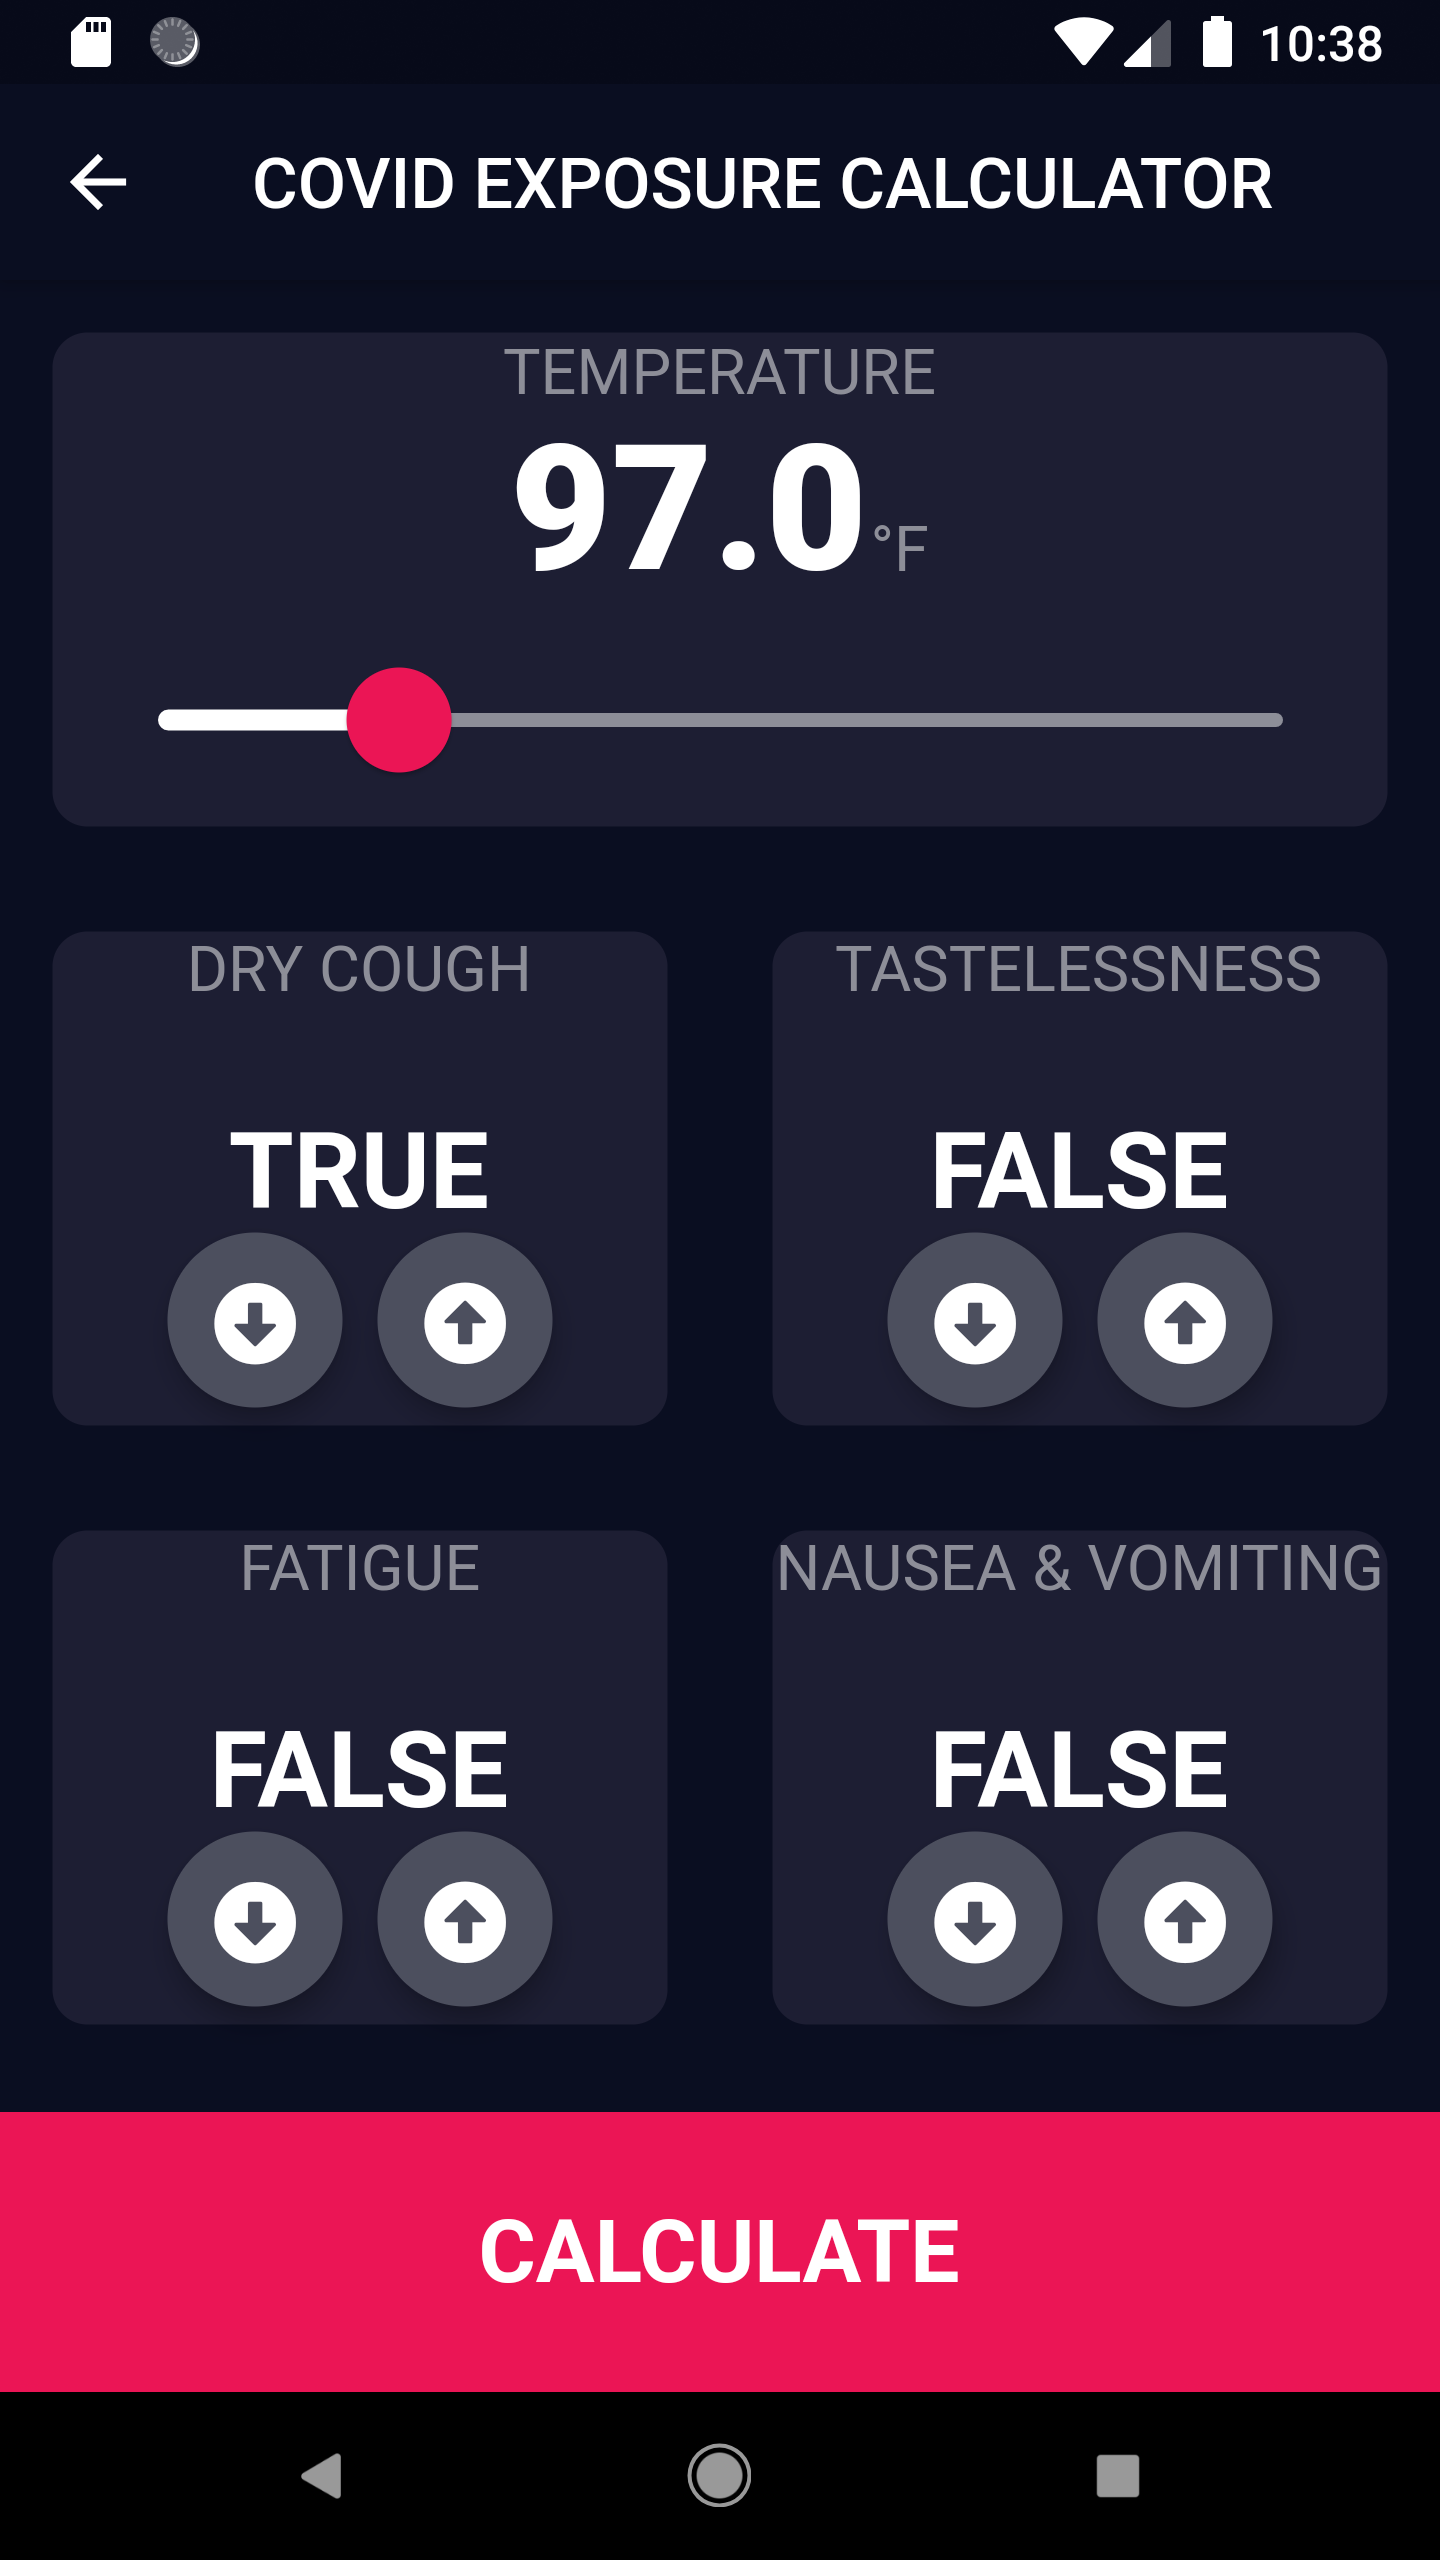 10:38
COVID EXPOSURE CALCULATOR
TEMPERATURE
97.0 °F
DRY COUGH
TRUE
TASTELESSNESS
FALSE
FATIGUE
FALSE
NAUSEA & VOMITING
FALSE
CALCULATE